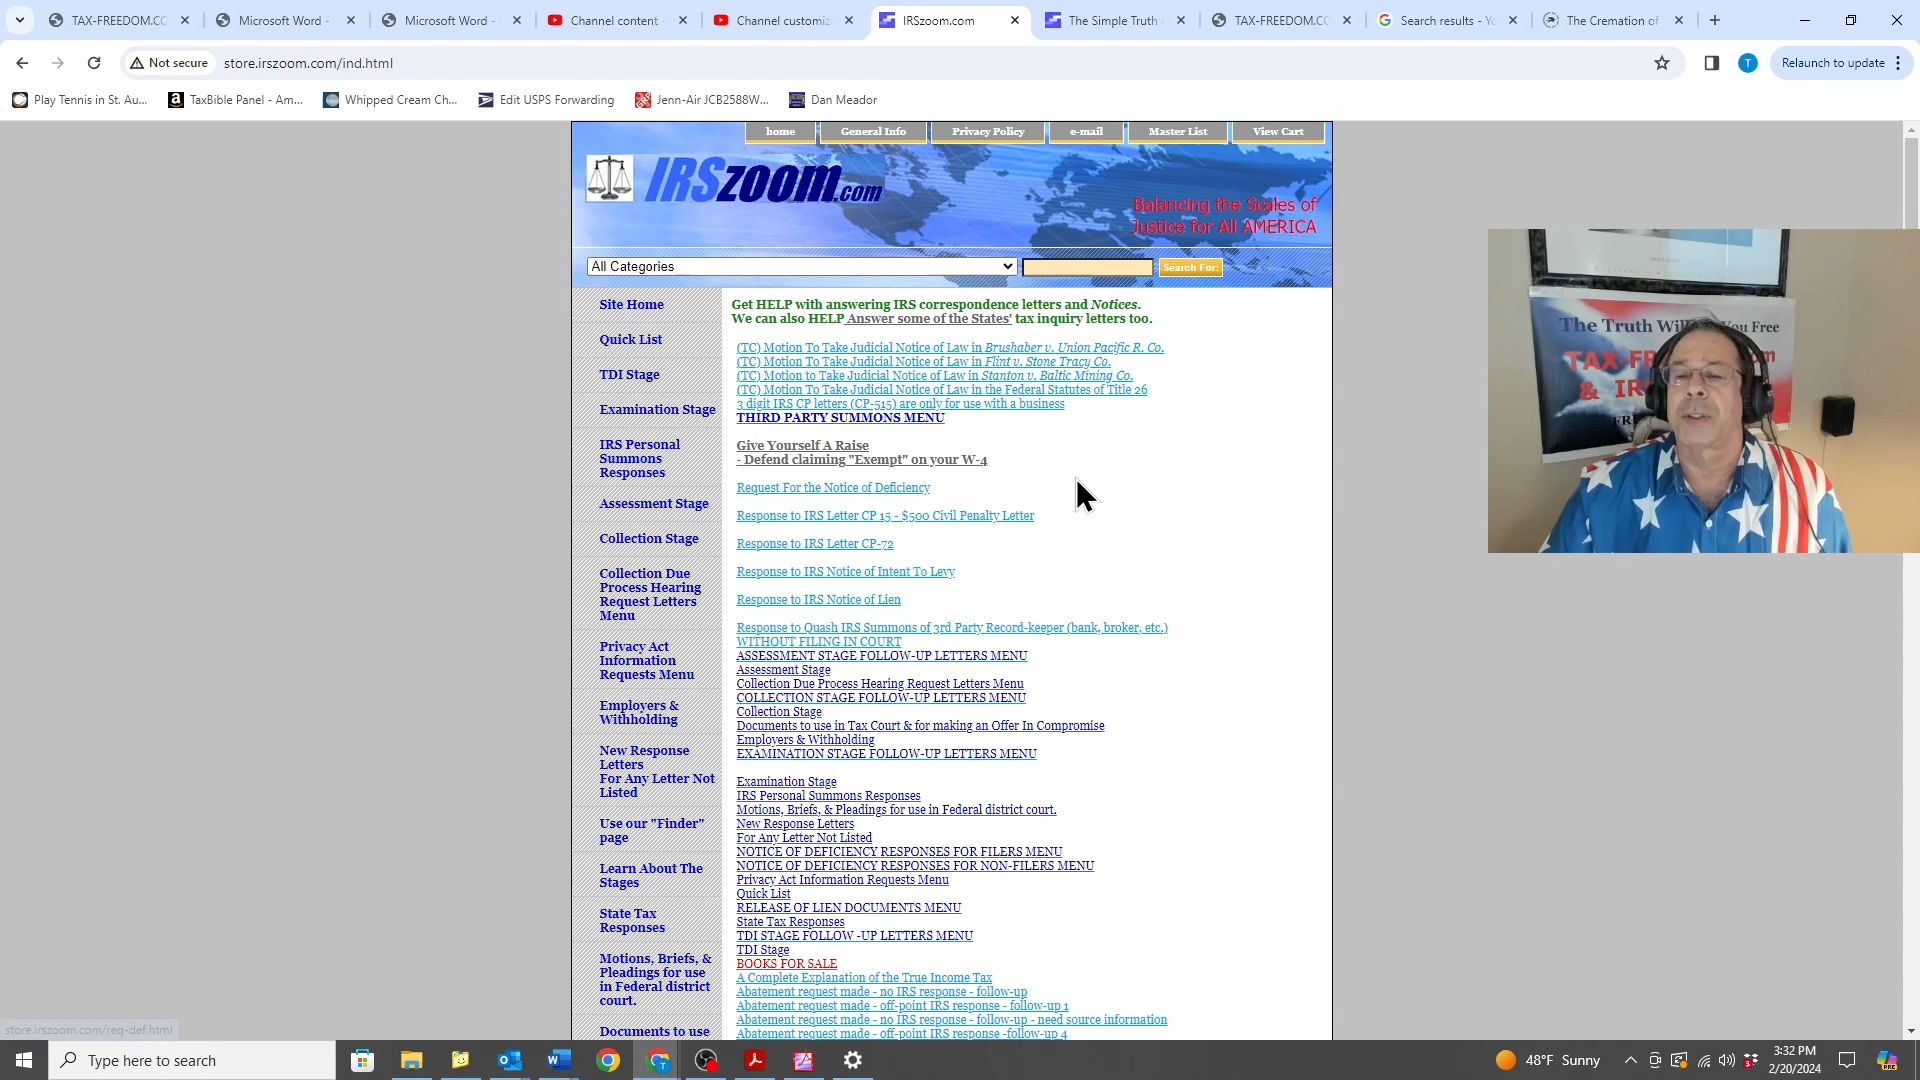 TAX-FREEDOM.CO
Microsoft Word -
Microsoft Word -
Channel content -
Channel customiz
IRSzoom.com
The Simple Truth
TAX-FREEDOM.CO
Search results - Yo
The Cremation of
Not secure
store.irszoom.com/ind.html
T
Relaunch to update
Play Tennis in St. Au...
TaxBible Panel - Am...
Whipped Cream Ch...
Edit USPS Forwarding
Jenn-Air JCB2588W...
Dan Meador
home
General Info
Privacy Policy
e-mail
Master List
View Cart
IRSzoom.com
Balancing the Scales of
Justice for All AMERICA
All Categories
Search For:
Site Home
Quick List
TDI Stage
Examination Stage
IRS Personal
Summons
Responses
Assessment Stage
Collection Stage
Collection Due
Process Hearing
Request Letters
Menu
Privacy Act
Information
Requests Menu
Employers &
Withholding
New Response
Letters
For Any Letter Not
Listed
Use our "Finder"
page
Learn About The
Stages
State Tax
Responses
Motions, Briefs, &
Pleadings for use
in Federal district
court.
Documents to use
Get HELP with answering IRS correspondence letters and Notices.
We can also HELP Answer some of the States' tax inquiry letters too.
(TC) Motion To Take Judicial Notice of Law in Brushaber v. Union Pacific R. Co.
(TC) Motion To Take Judicial Notice of Law in Flint v. Stone Tracy Co.
(TC) Motion to Take Judicial Notice of Law in Stanton v. Baltic Mining Co.
(TC) Motion To Take Judicial Notice of Law in the Federal Statutes of Title 26
3 digit IRS CP letters (CP-515) are only for use with a business
THIRD PARTY SUMMONS MENU
Give Yourself A Raise
- Defend claiming "Exempt" on your W-4
Request For the Notice of Deficiency
Response to IRS Letter CP 15 - $500 Civil Penalty Letter
Response to IRS Letter CP-72
Response to IRS Notice of Intent To Levy
Response to IRS Notice of Lien
Response to Quash IRS Summons of 3rd Party Record-keeper (bank, broker, etc.)
WITHOUT FILING IN COURT
ASSESSMENT STAGE FOLLOW-UP LETTERS MENU
Assessment Stage
Collection Due Process Hearing Request Letters Menu
COLLECTION STAGE FOLLOW-UP LETTERS MENU
Collection Stage
Documents to use in Tax Court & for making an Offer In Compromise
Employers & Withholding
EXAMINATION STAGE FOLLOW-UP LETTERS MENU
Examination Stage
IRS Personal Summons Responses
Motions, Briefs, & Pleadings for use in Federal district court.
New Response Letters
For Any Letter Not Listed
NOTICE OF DEFICIENCY RESPONSES FOR FILERS MENU
NOTICE OF DEFICIENCY RESPONSES FOR NON-FILERS MENU
Privacy Act Information Requests Menu
Quick List
RELEASE OF LIEN DOCUMENTS MENU
State Tax Responses
TDI STAGE FOLLOW -UP LETTERS MENU
TDI Stage
BOOKS FOR SALE
A Complete Explanation of the True Income Tax
Abatement request made - no IRS response - follow-up
Abatement request made - off-point IRS response - follow-up 1
Abatement request made - no IRS response - follow-up - need source information
Abatement request made - off-point IRS response -follow-up 4
The Truth Wil You Free
TAX-FR om
& IR
FR
store.irszoom.com/req-def.html
Type here to search
48°F Sunny
3:32 PM
2/20/2024